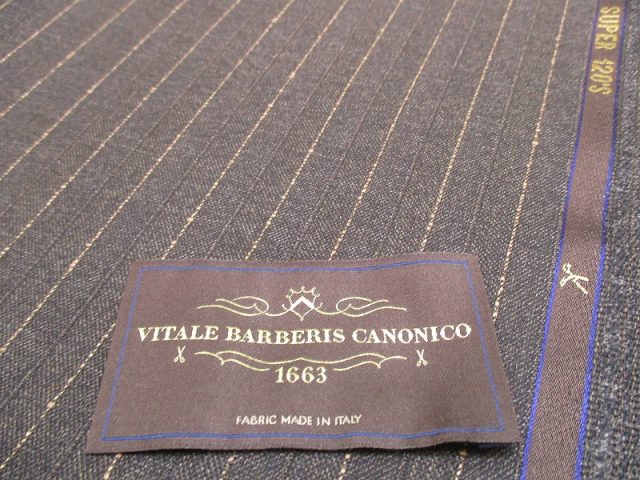 SUPER 120'S
VITALE BARBERIS CANONICO
1663
FABRIC MADE IN ITALY